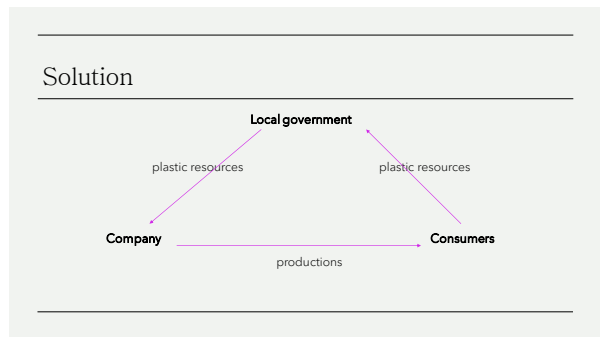 Solution
Local government
plastic resources
plastic resources
Company
Consumers
productions